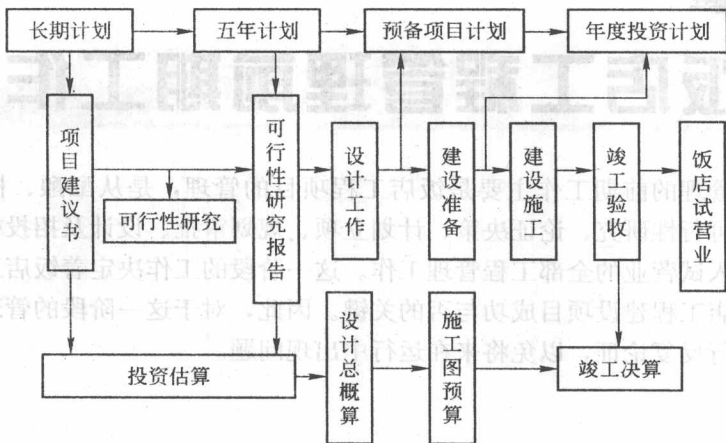 长期计划
五年计划
预备项目计划
年度投资计划
项目建议书
可行性研究
可行性研究报告
设计工作
建设准备
建设施工
竣工验收
饭店试营业
投资估算
设计总概算
施工图预算
竣工决算